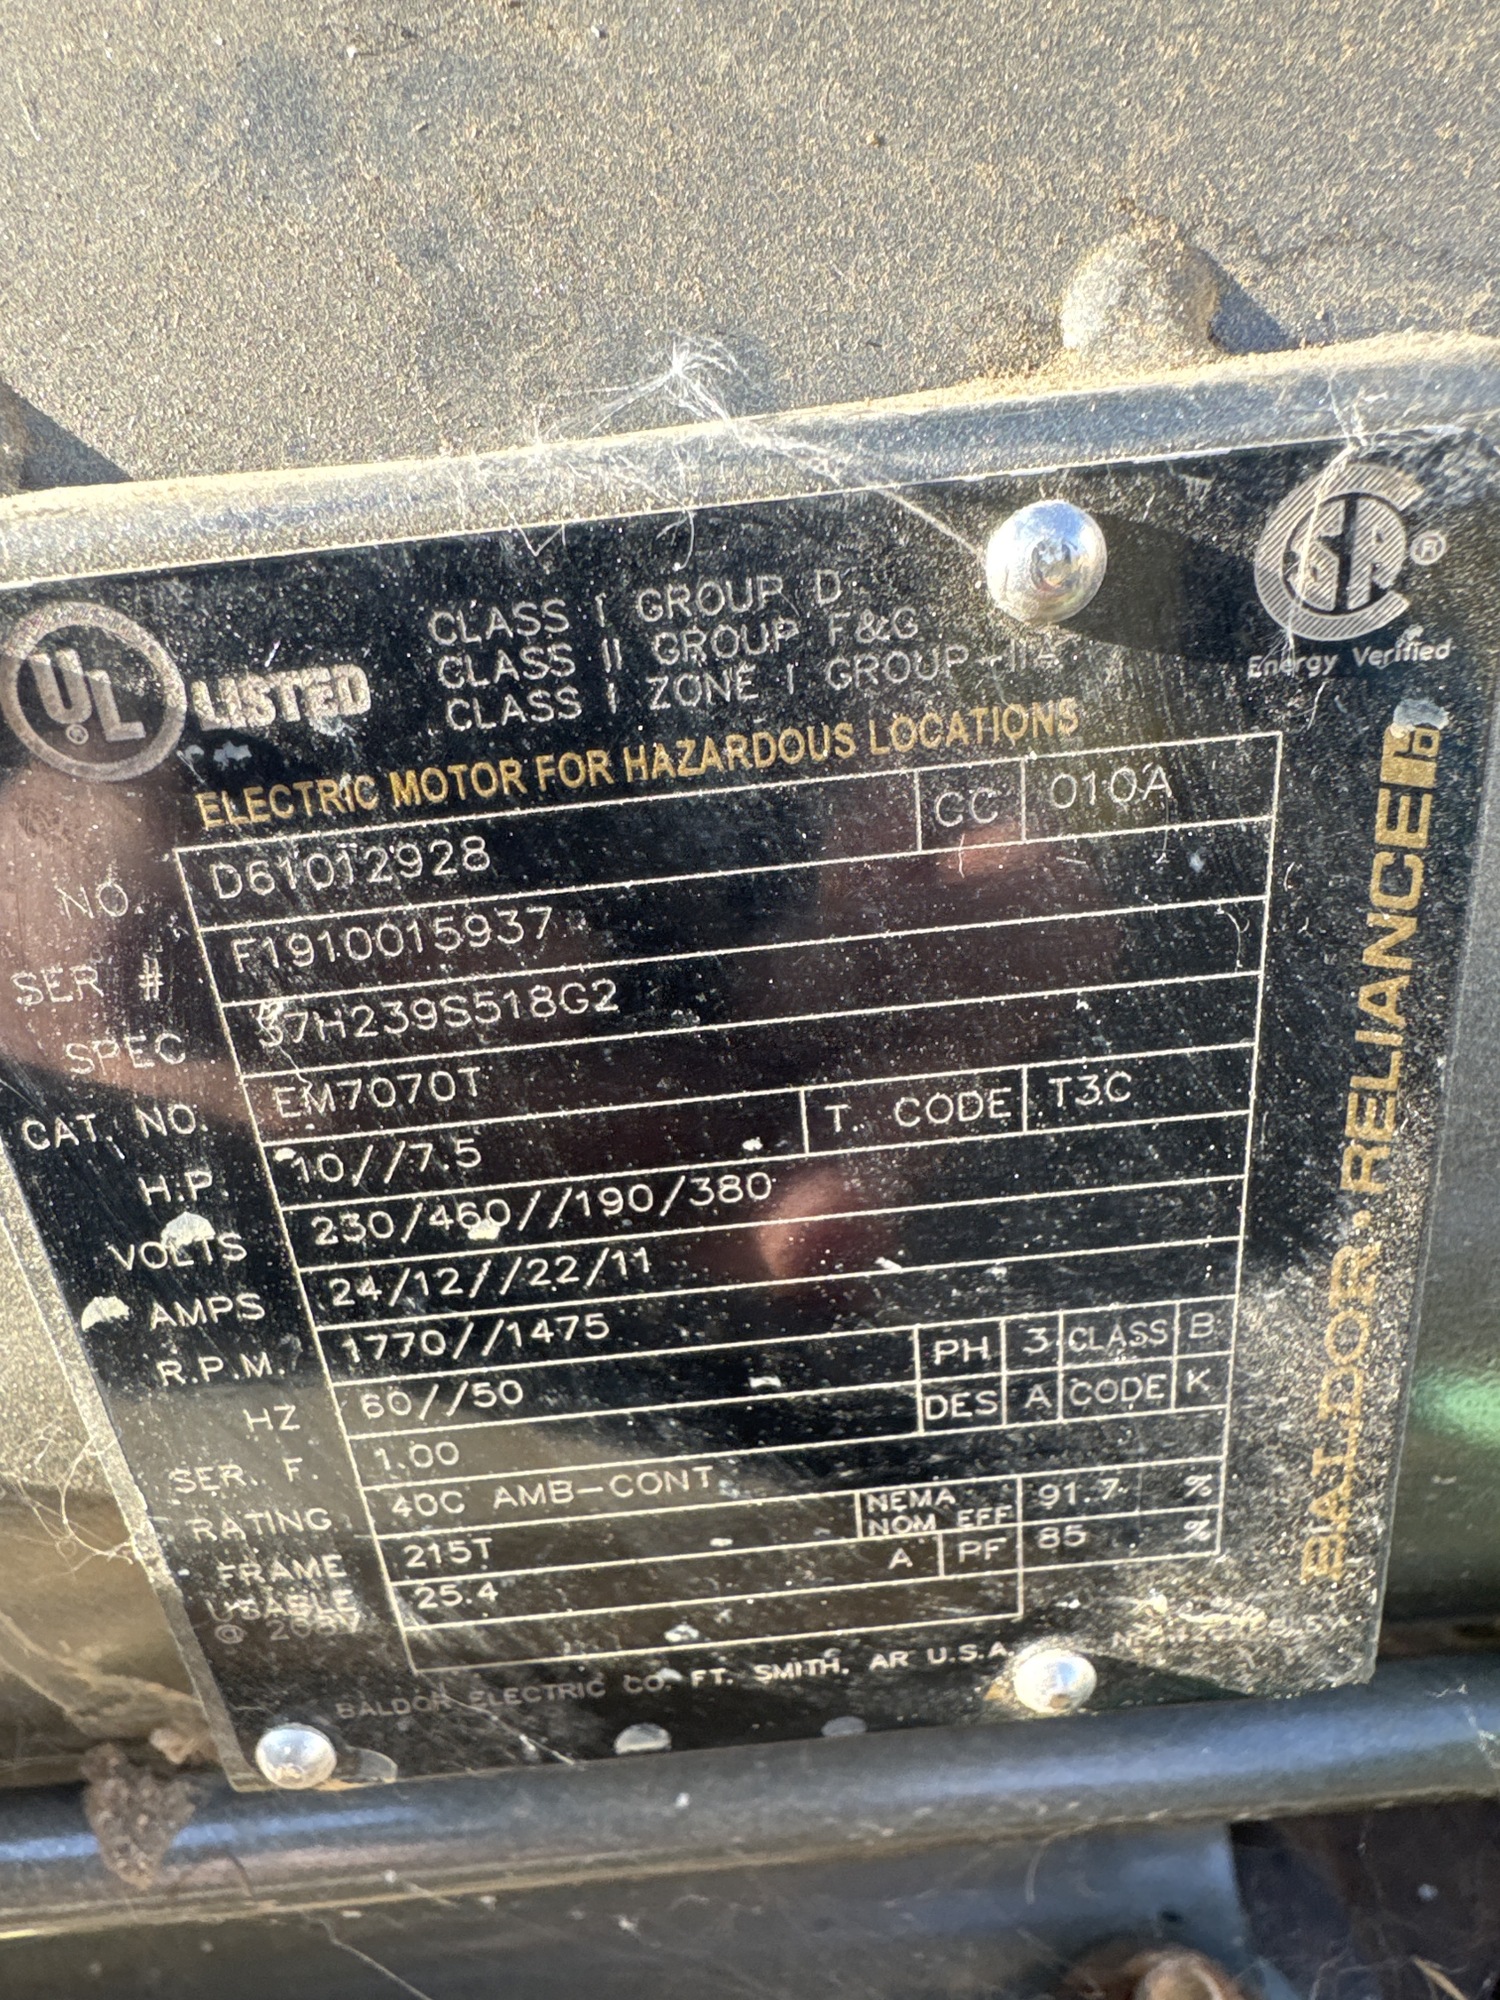 UL ® LISTED
CLASS I GROUP D
CLASS II GROUP F&G
CLASS I ZONE I GROUP IIA
SA ®
Energy Verified
ELECTRIC MOTOR FOR HAZARDOUS LOCATIONS
NO. D61012928 CC 010A
SER # F1910015937
SPEC 37H239S518G2
CAT. NO. EM7070T
H.P. 10//7.5 T. CODE T3C
VOLTS 230/460//190/380
AMPS 24/12//22/11
R.P.M. 1770//1475
HZ 60//50 PH 3 CLASS B
SER. F. 1.00 DES A CODE K
RATING 40C AMB-CONT
FRAME 215T NEMA NOM EFF 91.7 %
USABLE 25.4 A PF 85 %
BALDOR ELECTRIC CO. FT. SMITH, AR U.S.A.
BALDOR • RELIANCE